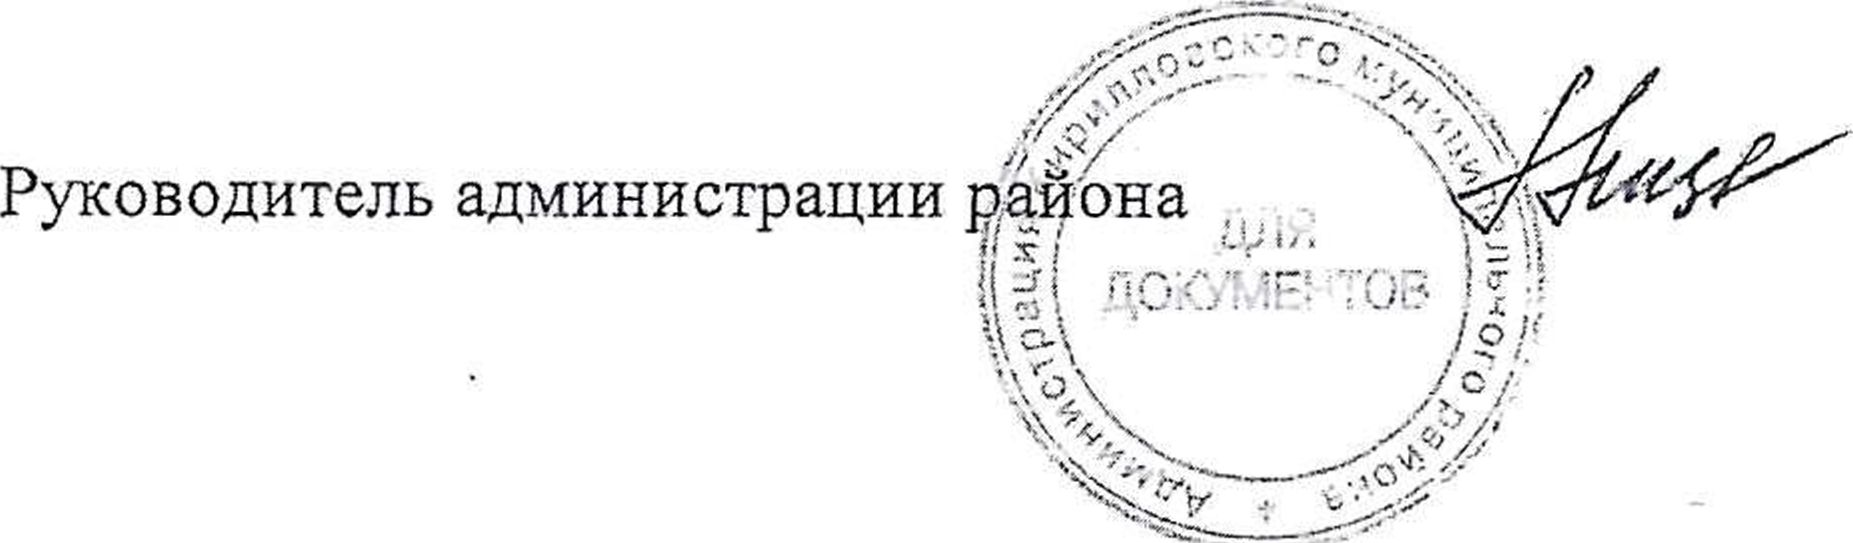 Руководитель администрации района
Администрация Кирилловского муниципального района
ДЛЯ
ДОКУМЕНТОВ